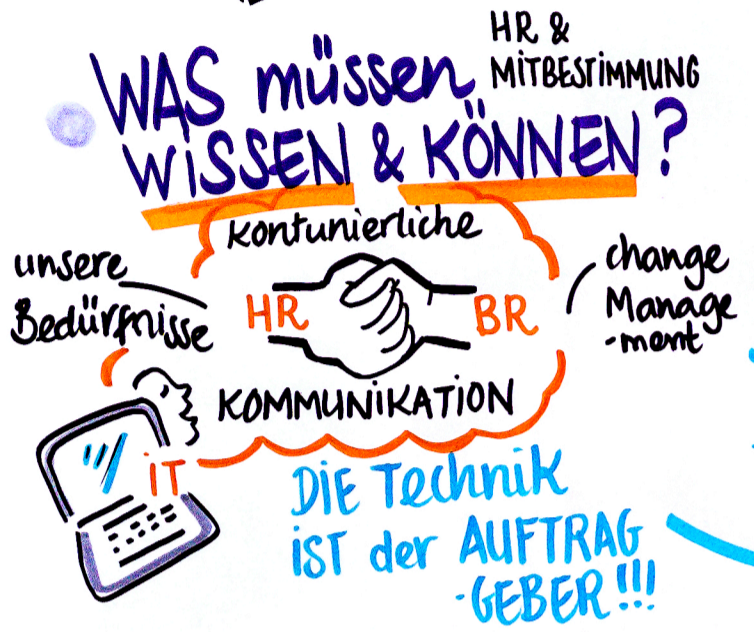 HR &
MITBESTIMMUNG
WAS müssen
WiSSEN & KÖNNEN?
kontunierliche
unsere
Bedürfnisse
HR
BR
change
Manage
-ment
KOMMUNiKATiON
iT
DiE Technik
iST der AUFTRAG
-GEBER!!!